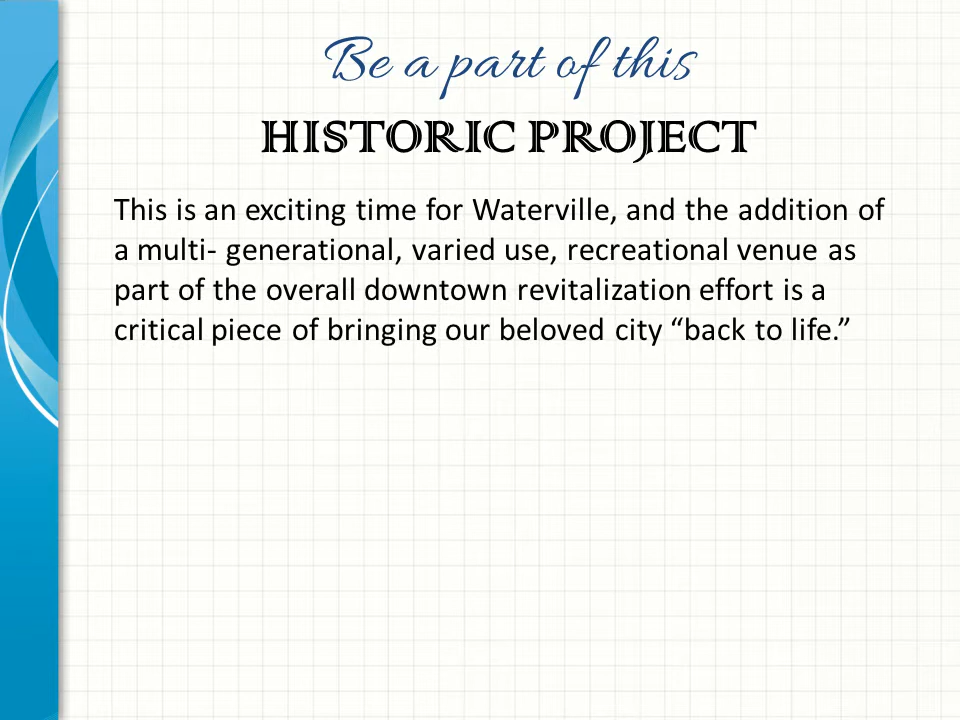 Be a part of this
HISTORIC PROJECT
This is an exciting time for Waterville, and the addition of
a multi- generational, varied use, recreational venue as
part of the overall downtown revitalization effort is a
critical piece of bringing our beloved city “back to life.”